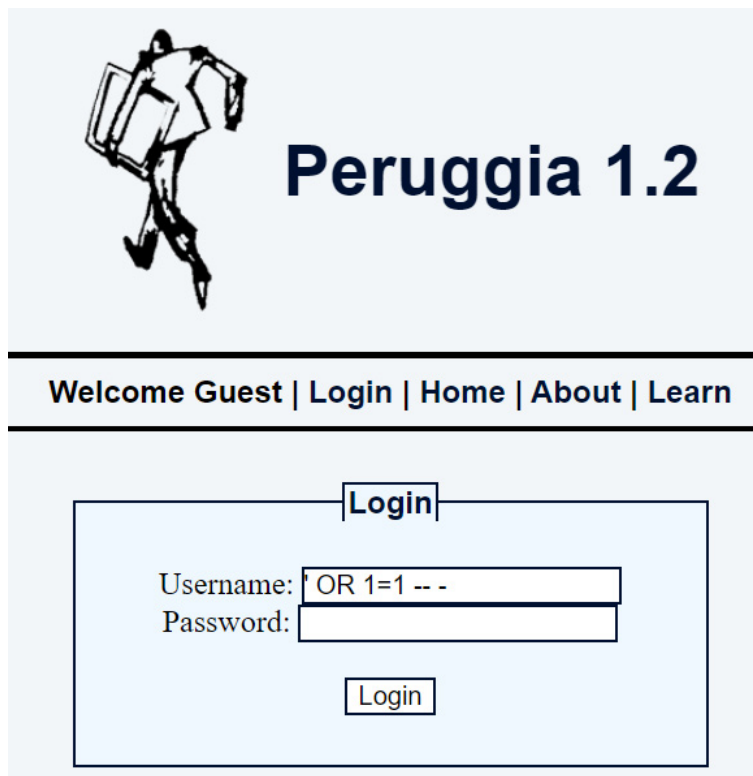 Peruggia 1.2
Welcome Guest | Login | Home | About | Learn
Login
Username: ' OR 1=1 -- -
Password:
Login